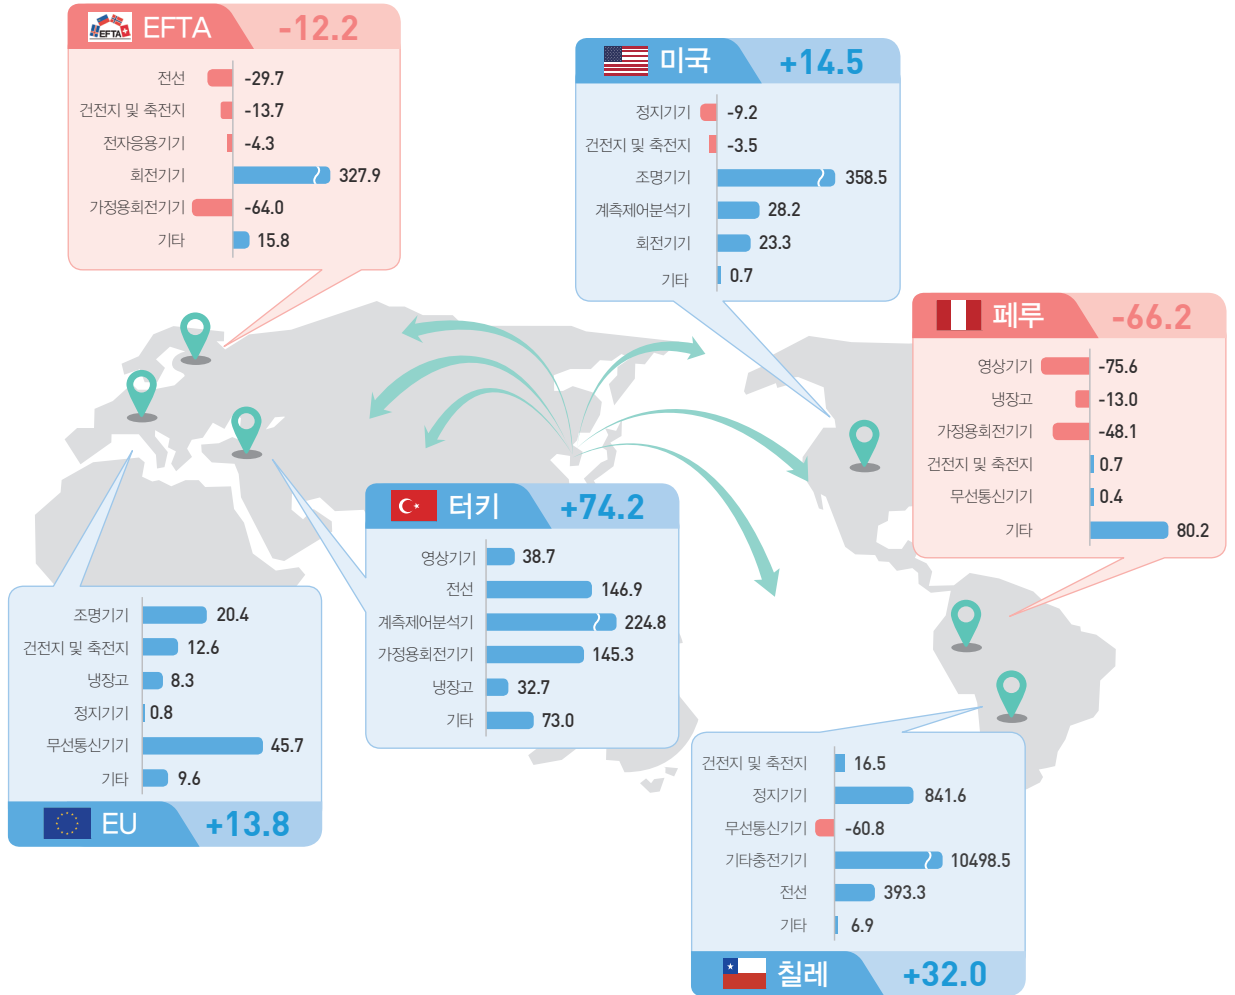 EFTA EFTA -12.2
전선 -29.7
건전지 및 축전지 -13.7
전자응용기기 -4.3
회전기기 327.9
가정용회전기기 -64.0
기타 15.8
미국 +14.5
정지기기 -9.2
건전지 및 축전지 -3.5
조명기기 358.5
계측제어분석기 28.2
회전기기 23.3
기타 0.7
페루 -66.2
영상기기 -75.6
냉장고 -13.0
가정용회전기기 -48.1
건전지 및 축전지 0.7
무선통신기기 0.4
기타 80.2
터키 +74.2
영상기기 38.7
전선 146.9
계측제어분석기 224.8
가정용회전기기 145.3
냉장고 32.7
기타 73.0
조명기기 20.4
건전지 및 축전지 12.6
냉장고 8.3
정지기기 0.8
무선통신기기 45.7
기타 9.6
EU +13.8
건전지 및 축전지 16.5
정지기기 841.6
무선통신기기 -60.8
기타충전기기 10498.5
전선 393.3
기타 6.9
칠레 +32.0